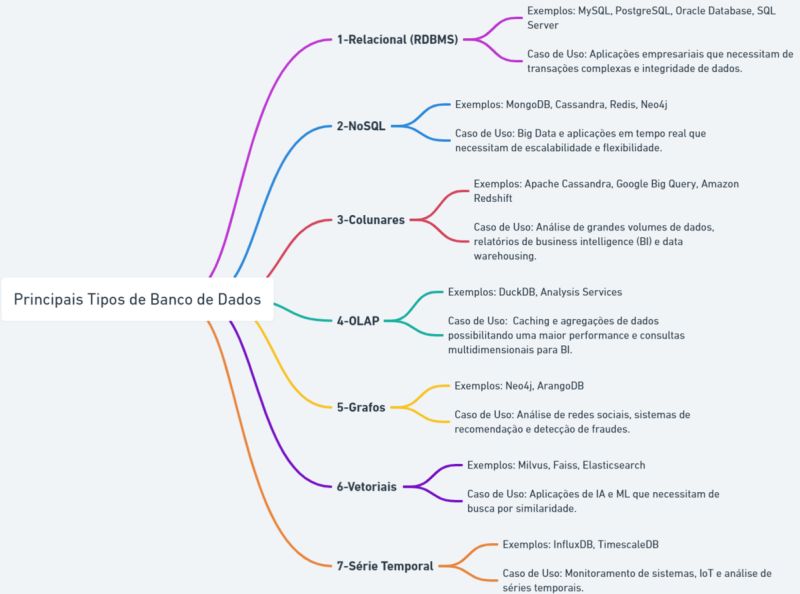 Principais Tipos de Banco de Dados
1-Relacional (RDBMS)
Exemplos: MySQL, PostgreSQL, Oracle Database, SQL
Server
Caso de Uso: Aplicações empresariais que necessitam de
transações complexas e integridade de dados.
2-NoSQL
Exemplos: MongoDB, Cassandra, Redis, Neo4j
Caso de Uso: Big Data e aplicações em tempo real que
necessitam de escalabilidade e flexibilidade.
3-Colunares
Exemplos: Apache Cassandra, Google Big Query, Amazon
Redshift
Caso de Uso: Análise de grandes volumes de dados,
relatórios de business intelligence (BI) e data
warehousing.
4-OLAP
Exemplos: DuckDB, Analysis Services
Caso de Uso:  Caching e agregações de dados
possibilitando uma maior performance e consultas
multidimensionais para BI.
5-Grafos
Exemplos: Neo4j, ArangoDB
Caso de Uso: Análise de redes sociais, sistemas de
recomendação e detecção de fraudes.
6-Vetoriais
Exemplos: Milvus, Faiss, Elasticsearch
Caso de Uso: Aplicações de IA e ML que necessitam de
busca por similaridade.
7-Série Temporal
Exemplos: InfluxDB, TimescaleDB
Caso de Uso: Monitoramento de sistemas, IoT e análise de
séries temporais.